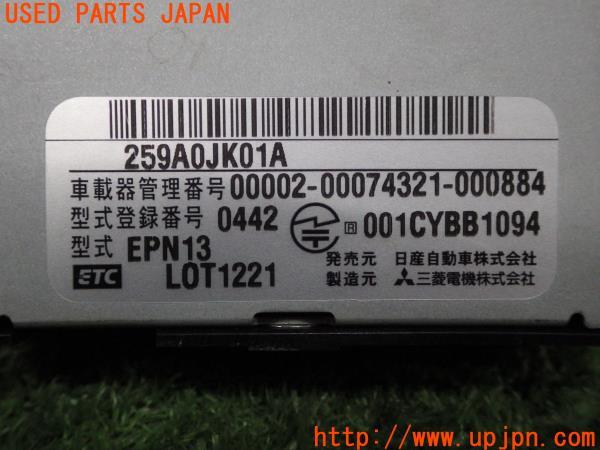 USED PARTS JAPAN
259A0JK01A
車載器管理番号 00002-00074321-000884
型式登録番号 0442 R 001CYBB1094
型式 EPN13 発売元 日産自動車株式会社
ETC LOT1221 製造元 三菱電機株式会社
http://www.upjpn.com/